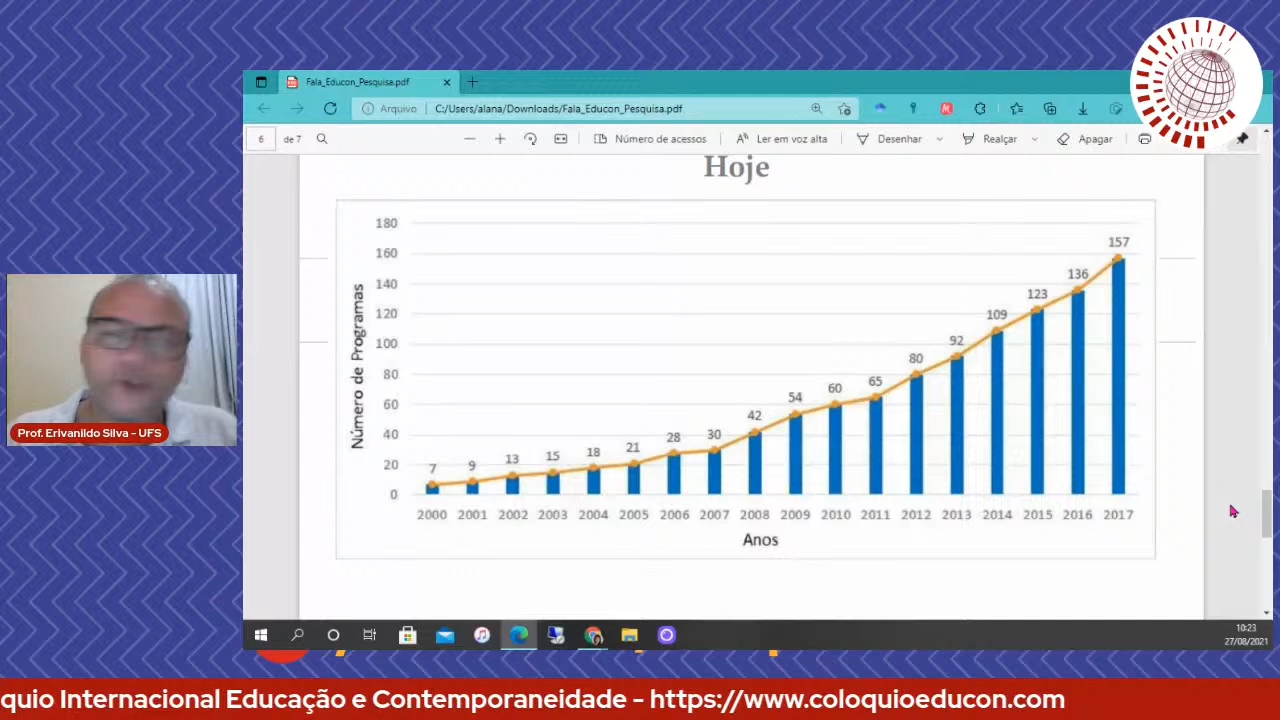 Fala_Educon_Pesquisa.pdf
Arquivo
C:/Users/alana/Downloads/Fala_Educon_Pesquisa.pdf
6 de 7
Número de acessos
Ler em voz alta
Desenhar
Realçar
Apagar
Hoje
Número de Programas
180
160
140
120
100
80
60
40
20
0
7 9 13 15 18 21 28 30 42 54 60 65 80 92 109 123 136 157
2000 2001 2002 2003 2004 2005 2006 2007 2008 2009 2010 2011 2012 2013 2014 2015 2016 2017
Anos
Prof. Erivanildo Silva - UFS
10:23
27/08/2021
quio Internacional Educação e Contemporaneidade - https://www.coloquioeducon.com